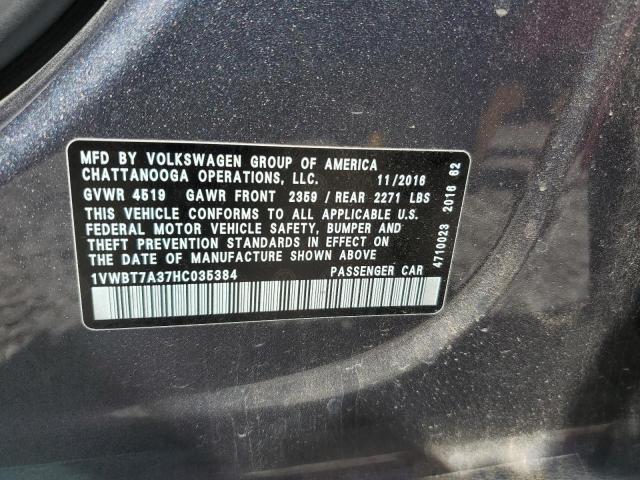 MFD BY VOLKSWAGEN GROUP OF AMERICA
CHATTANOOGA OPERATIONS, LLC. 11/2016
GVWR 4519 GAWR FRONT 2359 / REAR 2271 LBS
THIS VEHICLE CONFORMS TO ALL APPLICABLE U.S.
FEDERAL MOTOR VEHICLE SAFETY, BUMPER AND
THEFT PREVENTION STANDARDS IN EFFECT ON
THE DATE OF MANUFACTURE SHOWN ABOVE
1VWBT7A37HC035384 PASSENGER CAR
4710023 2016 62